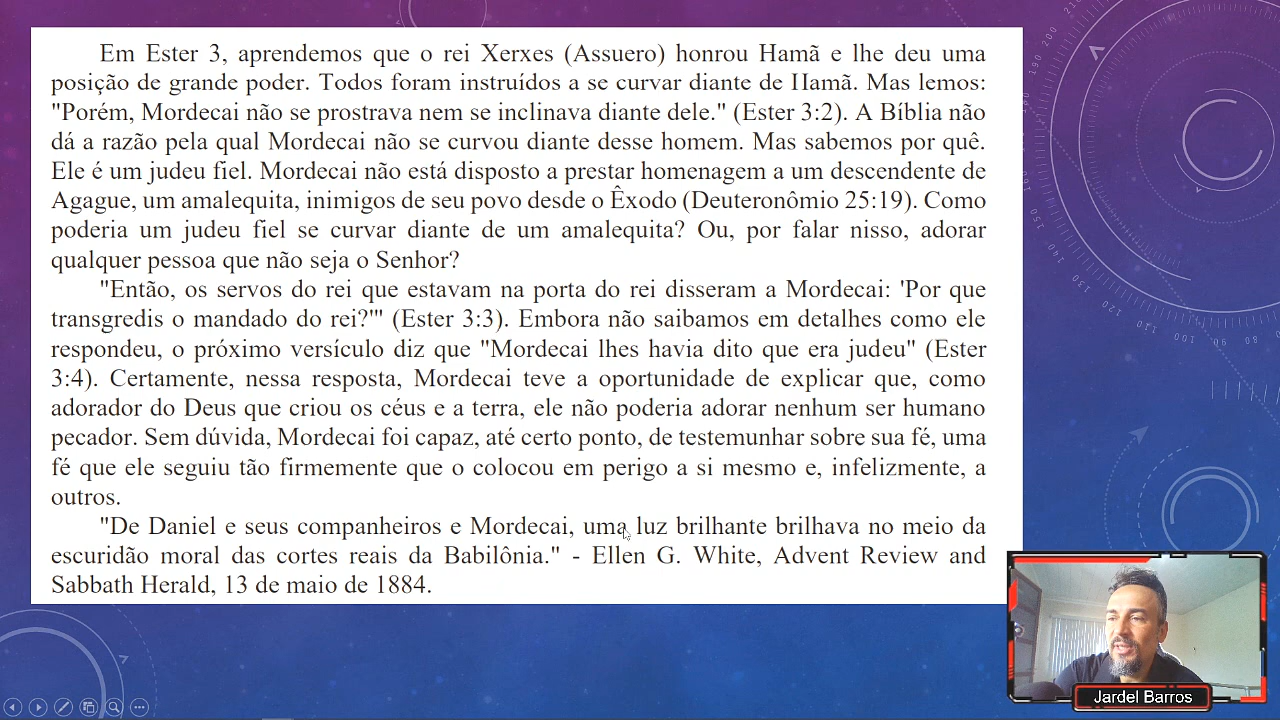 Em Ester 3, aprendemos que o rei Xerxes (Assuero) honrou Hamã e lhe deu uma
posição de grande poder. Todos foram instruídos a se curvar diante de Hamã. Mas lemos:
"Porém, Mordecai não se prostrava nem se inclinava diante dele." (Ester 3:2). A Bíblia não
dá a razão pela qual Mordecai não se curvou diante desse homem. Mas sabemos por quê.
Ele é um judeu fiel. Mordecai não está disposto a prestar homenagem a um descendente de
Agague, um amalequita, inimigos de seu povo desde o Êxodo (Deuteronômio 25:19). Como
poderia um judeu fiel se curvar diante de um amalequita? Ou, por falar nisso, adorar
qualquer pessoa que não seja o Senhor?
"Então, os servos do rei que estavam na porta do rei disseram a Mordecai: 'Por que
transgredis o mandado do rei?'" (Ester 3:3). Embora não saibamos em detalhes como ele
respondeu, o próximo versículo diz que "Mordecai lhes havia dito que era judeu" (Ester
3:4). Certamente, nessa resposta, Mordecai teve a oportunidade de explicar que, como
adorador do Deus que criou os céus e a terra, ele não poderia adorar nenhum ser humano
pecador. Sem dúvida, Mordecai foi capaz, até certo ponto, de testemunhar sobre sua fé, uma
fé que ele seguiu tão firmemente que o colocou em perigo a si mesmo e, infelizmente, a
outros.
"De Daniel e seus companheiros e Mordecai, uma luz brilhante brilhava no meio da
escuridão moral das cortes reais da Babilônia." - Ellen G. White, Advent Review and
Sabbath Herald, 13 de maio de 1884.
Jardel Barros